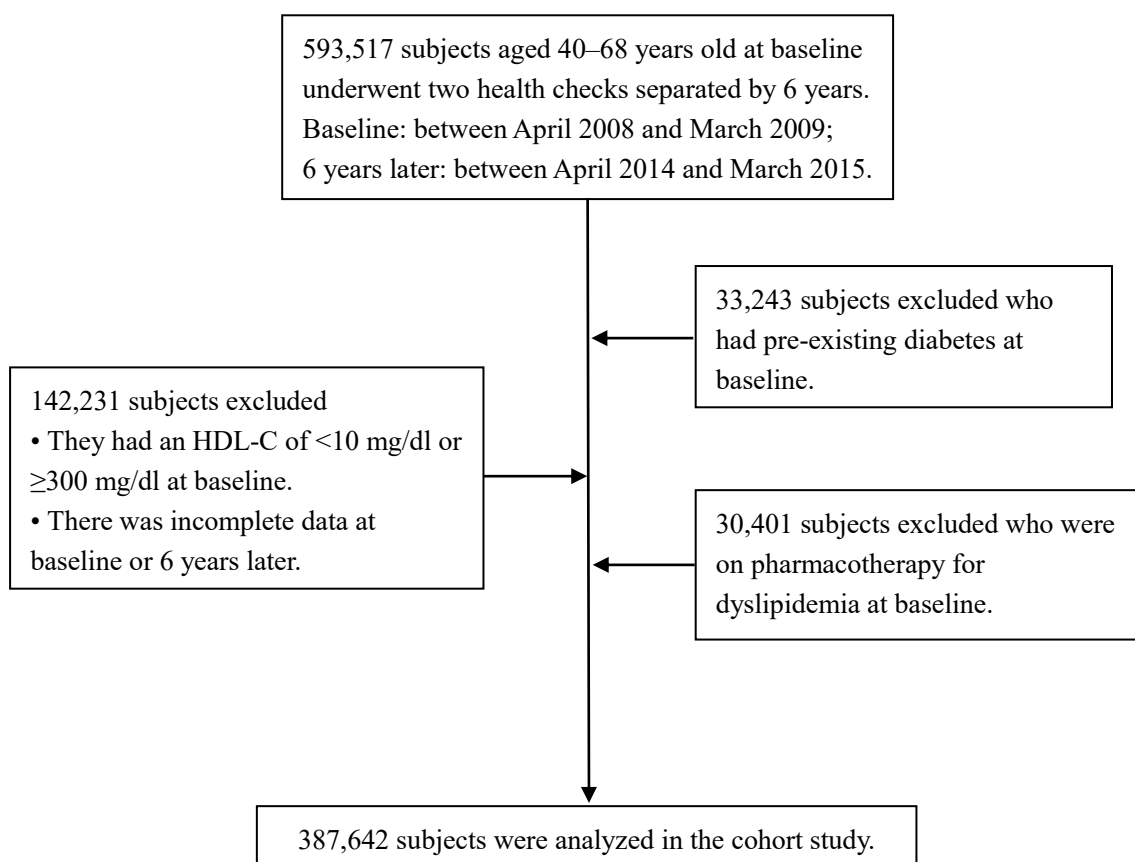 593,517 subjects aged 40–68 years old at baseline
underwent two health checks separated by 6 years.
Baseline: between April 2008 and March 2009;
6 years later: between April 2014 and March 2015.
33,243 subjects excluded who
had pre-existing diabetes at
baseline.
142,231 subjects excluded
• They had an HDL-C of <10 mg/dl or
≥300 mg/dl at baseline.
• There was incomplete data at
baseline or 6 years later.
30,401 subjects excluded who were
on pharmacotherapy for
dyslipidemia at baseline.
387,642 subjects were analyzed in the cohort study.